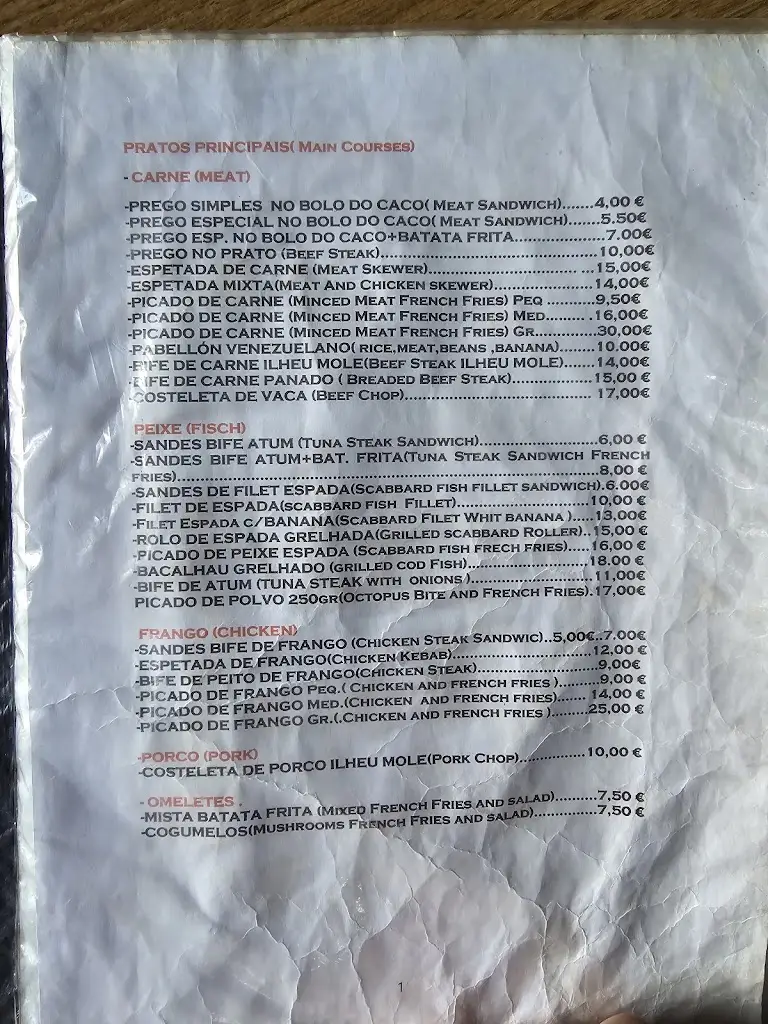 PRATOS PRINCIPAIS( MAIN COURSES)
- CARNE (MEAT)
-PREGO SIMPLES NO BOLO DO CACO( MEAT SANDWICH).......4,00 €
-PREGO ESPECIAL NO BOLO DO CACO( MEAT SANDWICH)......5.50€
-PREGO ESP. NO BOLO DO CACO+BATATA FRITA....................7.00€
-PREGO NO PRATO (BEEF STEAK)................................................10,00€
-ESPETADA DE CARNE (MEAT SKEWER)................................. ...15,00€
-ESPETADA MIXTA(MEAT AND CHICKEN SKEWER)......................14,00€
-PICADO DE CARNE (MINCED MEAT FRENCH FRIES) PEQ ..........9,50€
-PICADO DE CARNE (MINCED MEAT FRENCH FRIES) MED......... .16,00€
-PICADO DE CARNE (MINCED MEAT FRENCH FRIES) GR.............30,00€
-PABELLÓN VENEZUELANO( RICE,MEAT,BEANS ,BANANA)........10.00€
-BIFE DE CARNE ILHEU MOLE(BEEF STEAK ILHEU MOLE).......14,00€
-BIFE DE CARNE PANADO ( BREADED BEEF STEAK)..................15,00 €
-COSTELETA DE VACA (BEEF CHOP).......................................... 17,00€
PEIXE (FISCH)
-SANDES BIFE ATUM (TUNA STEAK SANDWICH)..........................6,00 €
-SANDES BIFE ATUM+BAT. FRITA(TUNA STEAK SANDWICH FRENCH
FRIES)..............................................................................................8,00 €
-SANDES DE FILET ESPADA(SCABBARD FISH FILLET SANDWICH).6.00€
-FILET DE ESPADA(SCABBARD FISH FILLET)..............................10,00 €
-FILET ESPADA C/BANANA(SCABBARD FILET WHIT BANANA ).....13,00€
-ROLO DE ESPADA GRELHADA(GRILLED SCABBARD ROLLER)..15,00 €
-PICADO DE PEIXE ESPADA (SCABBARD FISH FRECH FRIES).....16,00 €
-BACALHAU GRELHADO (GRILLED COD FISH)...........................18.00 €
-BIFE DE ATUM (TUNA STEAK WITH ONIONS )...........................11,00€
PICADO DE POLVO 250GR(OCTOPUS BITE AND FRENCH FRIES).17,00€
FRANGO (CHICKEN)
-SANDES BIFE DE FRANGO (CHICKEN STEAK SANDWIC)..5,00€..7.00€
-ESPETADA DE FRANGO(CHICKEN KEBAB)...............................12,00 €
-BIFE DE PEITO DE FRANGO(CHICKEN STEAK)...........................9,00€
-PICADO DE FRANGO PEQ.( CHICKEN AND FRENCH FRIES ).........9,00 €
-PICADO DE FRANGO MED.(CHICKEN AND FRENCH FRIES)...... 14,00 €
-PICADO DE FRANGO GR.(.CHICKEN AND FRENCH FRIES )........25,00 €
-PORCO (PORK)
-COSTELETA DE PORCO ILHEU MOLE(PORK CHOP)...............10,00 €
- OMELETES .
-MISTA BATATA FRITA (MIXED FRENCH FRIES AND SALAD)..........7,50 €
-COGUMELOS(MUSHROOMS FRENCH FRIES AND SALAD)...............7,50 €
1